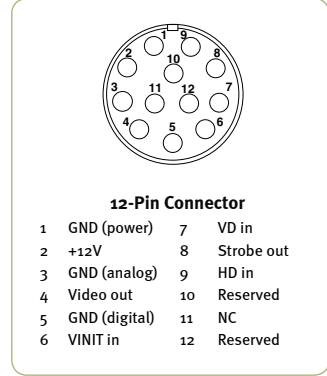 1 9
2 8
10
3 11 12 7
4 6
5
12-Pin Connector
1 GND (power) 7 VD in
2 +12V 8 Strobe out
3 GND (analog) 9 HD in
4 Video out 10 Reserved
5 GND (digital) 11 NC
6 VINIT in 12 Reserved